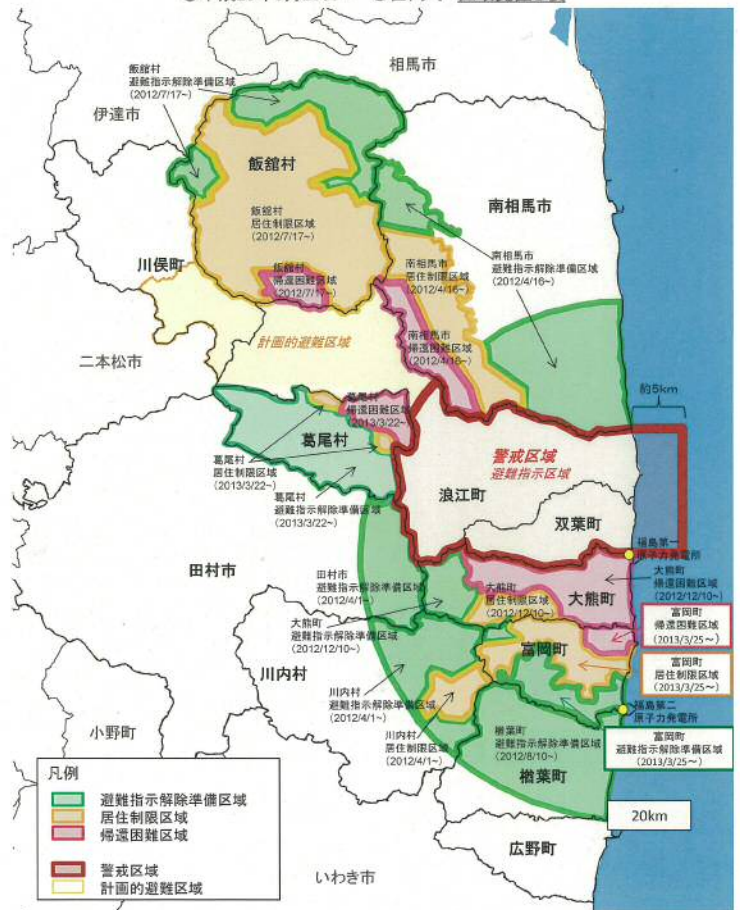 相馬市
飯舘村
避難指示解除準備区域
(2012/7/17~)
伊達市
飯舘村
南相馬市
飯舘村
居住制限区域
(2012/7/17~)
川俣町
飯舘村
帰還困難区域
(2012/7/17~)
南相馬市
居住制限区域
(2012/4/16~)
南相馬市
避難指示解除準備区域
(2012/4/16~)
計画的避難区域
南相馬市
帰還困難区域
(2012/4/16~)
二本松市
約5km
葛尾村
帰還困難区域
(2013/3/22~)
葛尾村
葛尾村
居住制限区域
(2013/3/22~)
葛尾村
避難指示解除準備区域
(2013/3/22~)
警戒区域
避難指示区域
浪江町
双葉町
福島第一
原子力発電所
田村市
田村市
避難指示解除準備区域
(2012/4/1~)
大熊町
帰還困難区域
(2012/12/10~)
大熊町
居住制限区域
(2012/12/10~)
大熊町
大熊町
避難指示解除準備区域
(2012/12/10~)
富岡町
帰還困難区域
(2013/3/25~)
富岡町
富岡町
居住制限区域
(2013/3/25~)
川内村
川内村
避難指示解除準備区域
(2012/4/1~)
福島第二
原子力発電所
小野町
川内村
居住制限区域
(2012/4/1~)
楢葉町
避難指示解除準備区域
(2012/8/10~)
楢葉町
富岡町
避難指示解除準備区域
(2013/3/25~)
凡例
避難指示解除準備区域
居住制限区域
帰還困難区域
警戒区域
計画的避難区域
20km
広野町
いわき市